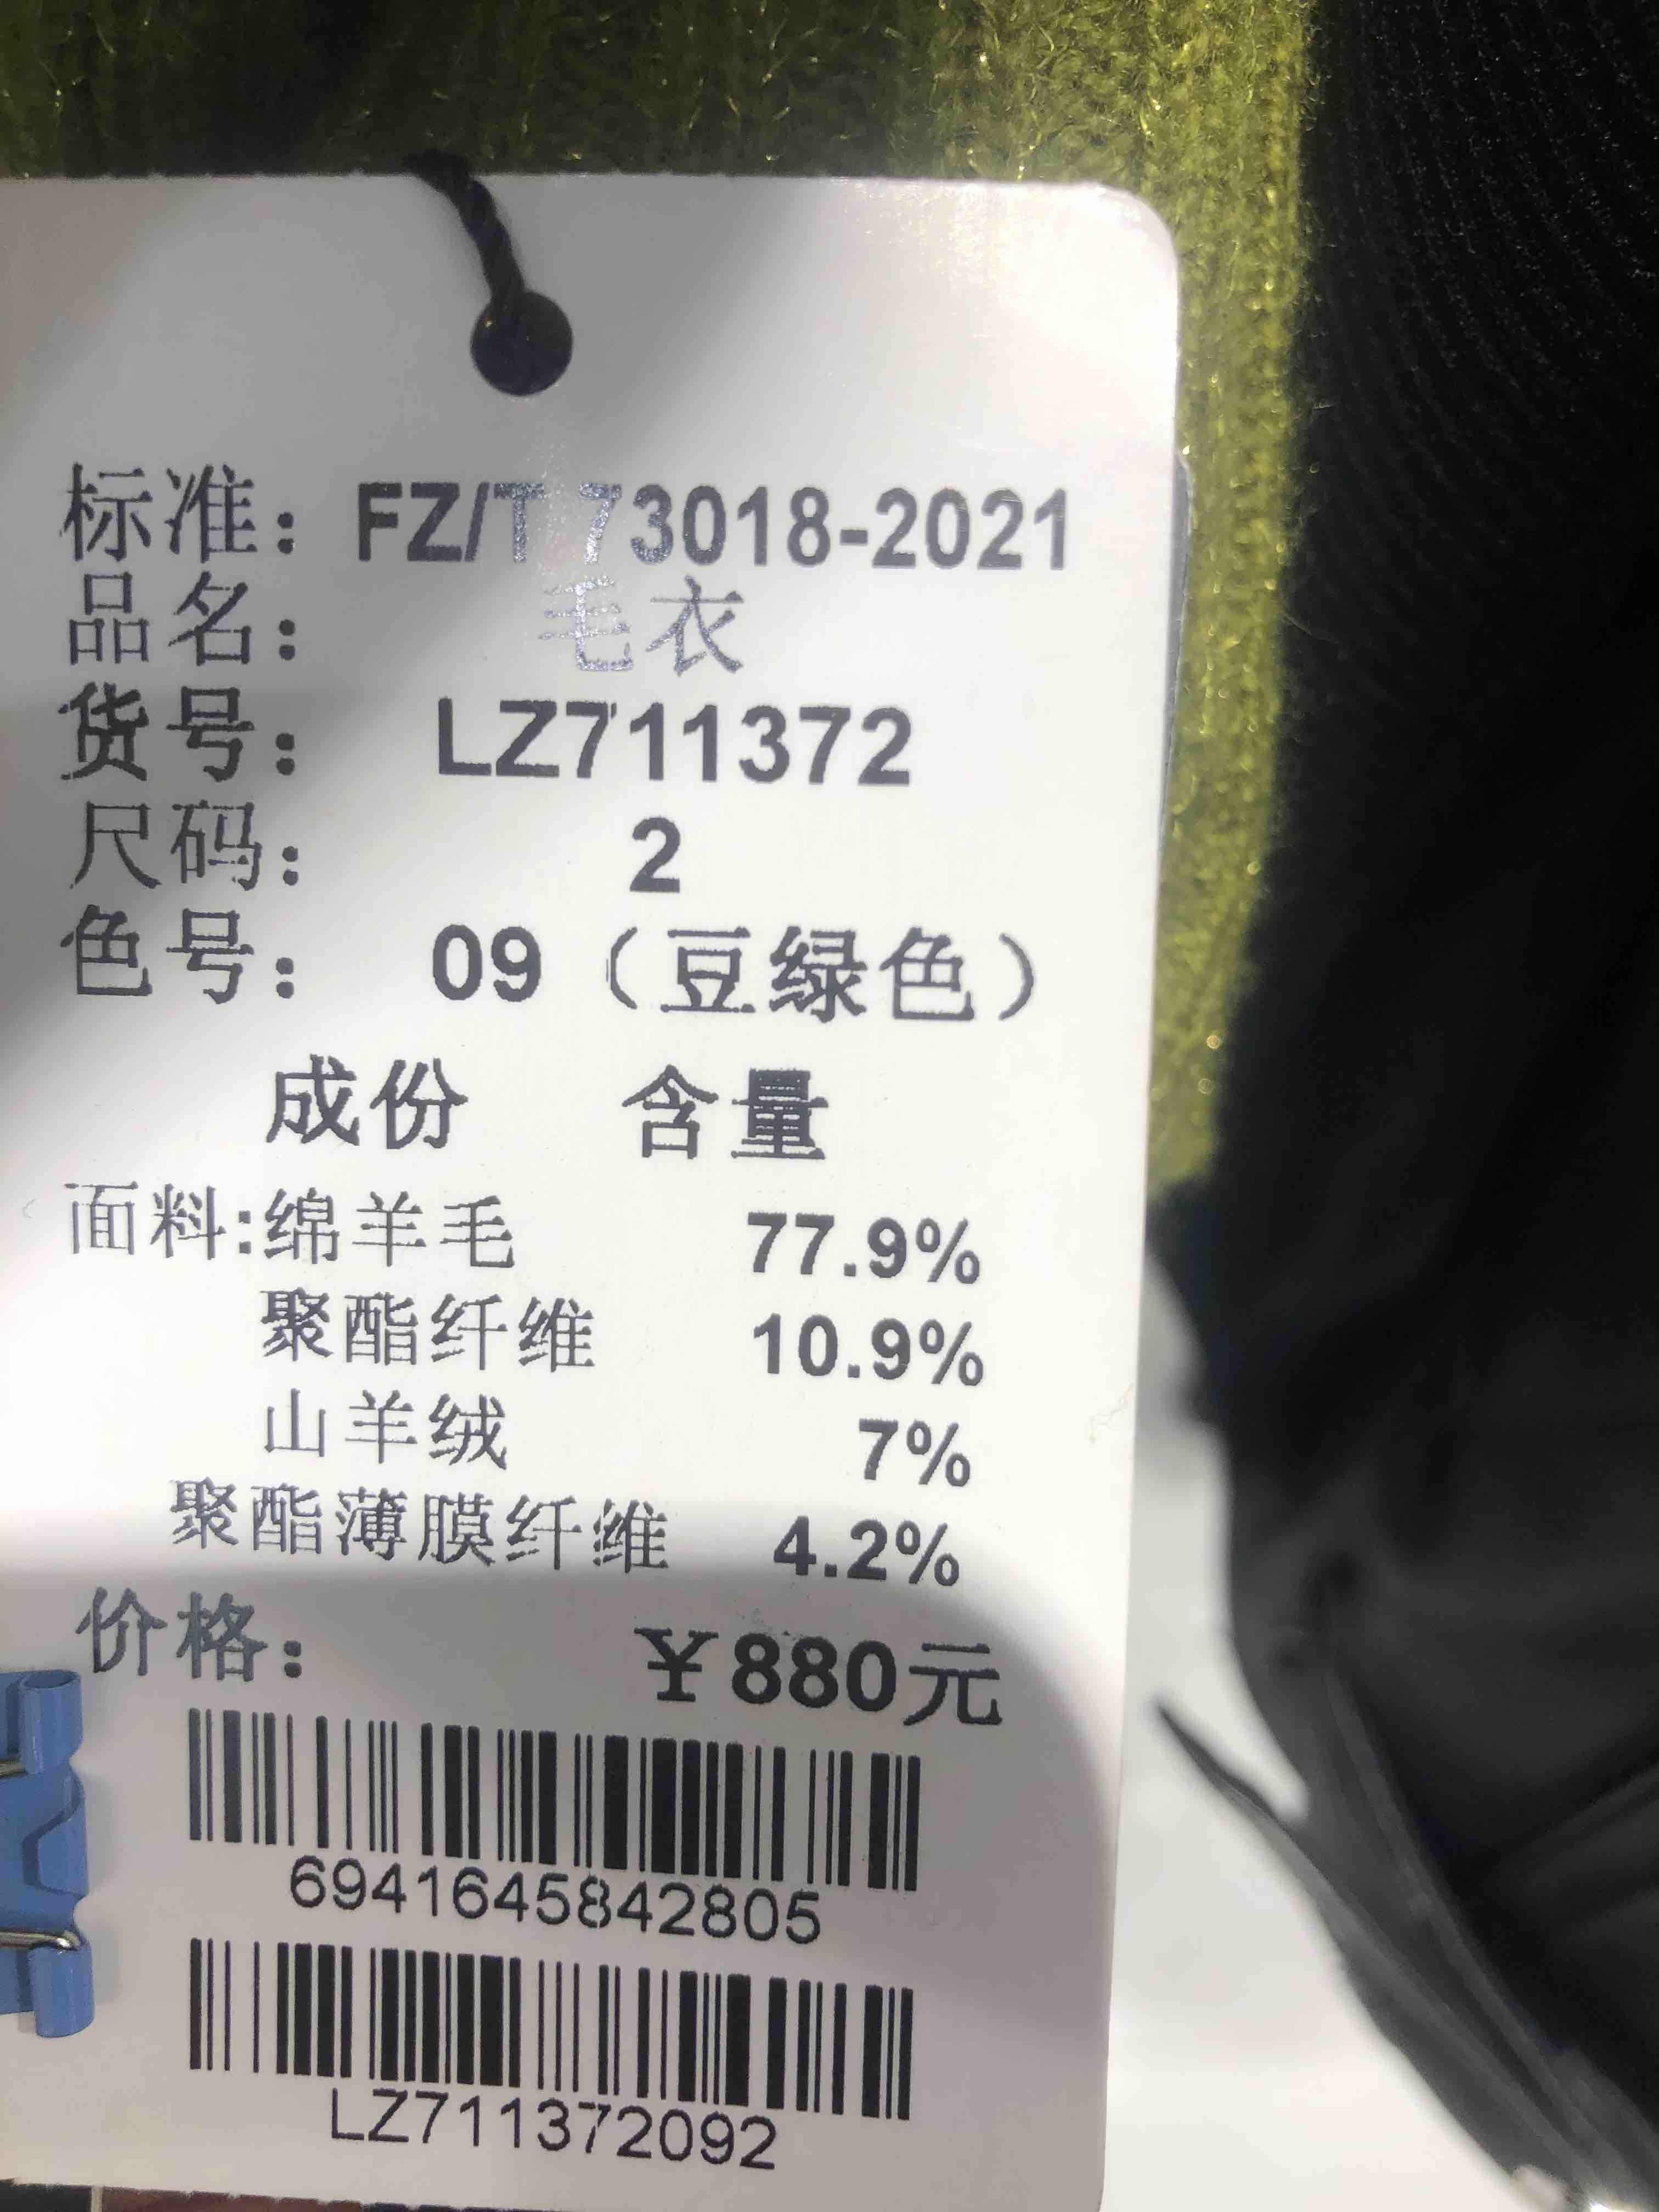 标准：FZ/T 73018-2021
品名：毛衣
货号：LZ711372
尺码：2
色号：09（豆绿色）
成份 含量
面料:绵羊毛 77.9%
聚酯纤维 10.9%
山羊绒 7%
聚酯薄膜纤维 4.2%
价格：￥880元
6941645842805
LZ711372092